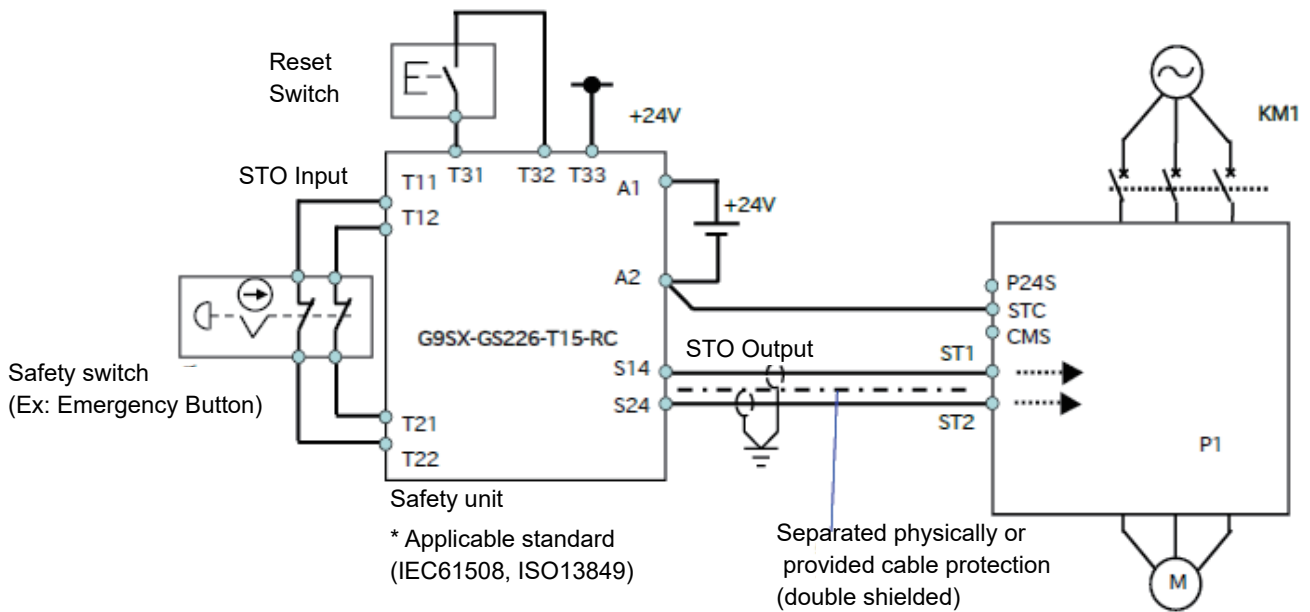 Reset
Switch
+24V
KM1
STO Input
T11
T31
T32
T33
A1
T12
+24V
A2
P24S
STC
CMS
G9SX-GS226-T15-RC
STO Output
ST1
S14
S24
ST2
Safety switch
(Ex: Emergency Button)
T21
T22
P1
Safety unit
* Applicable standard
(IEC61508, ISO13849)
Separated physically or
provided cable protection
(double shielded)
M